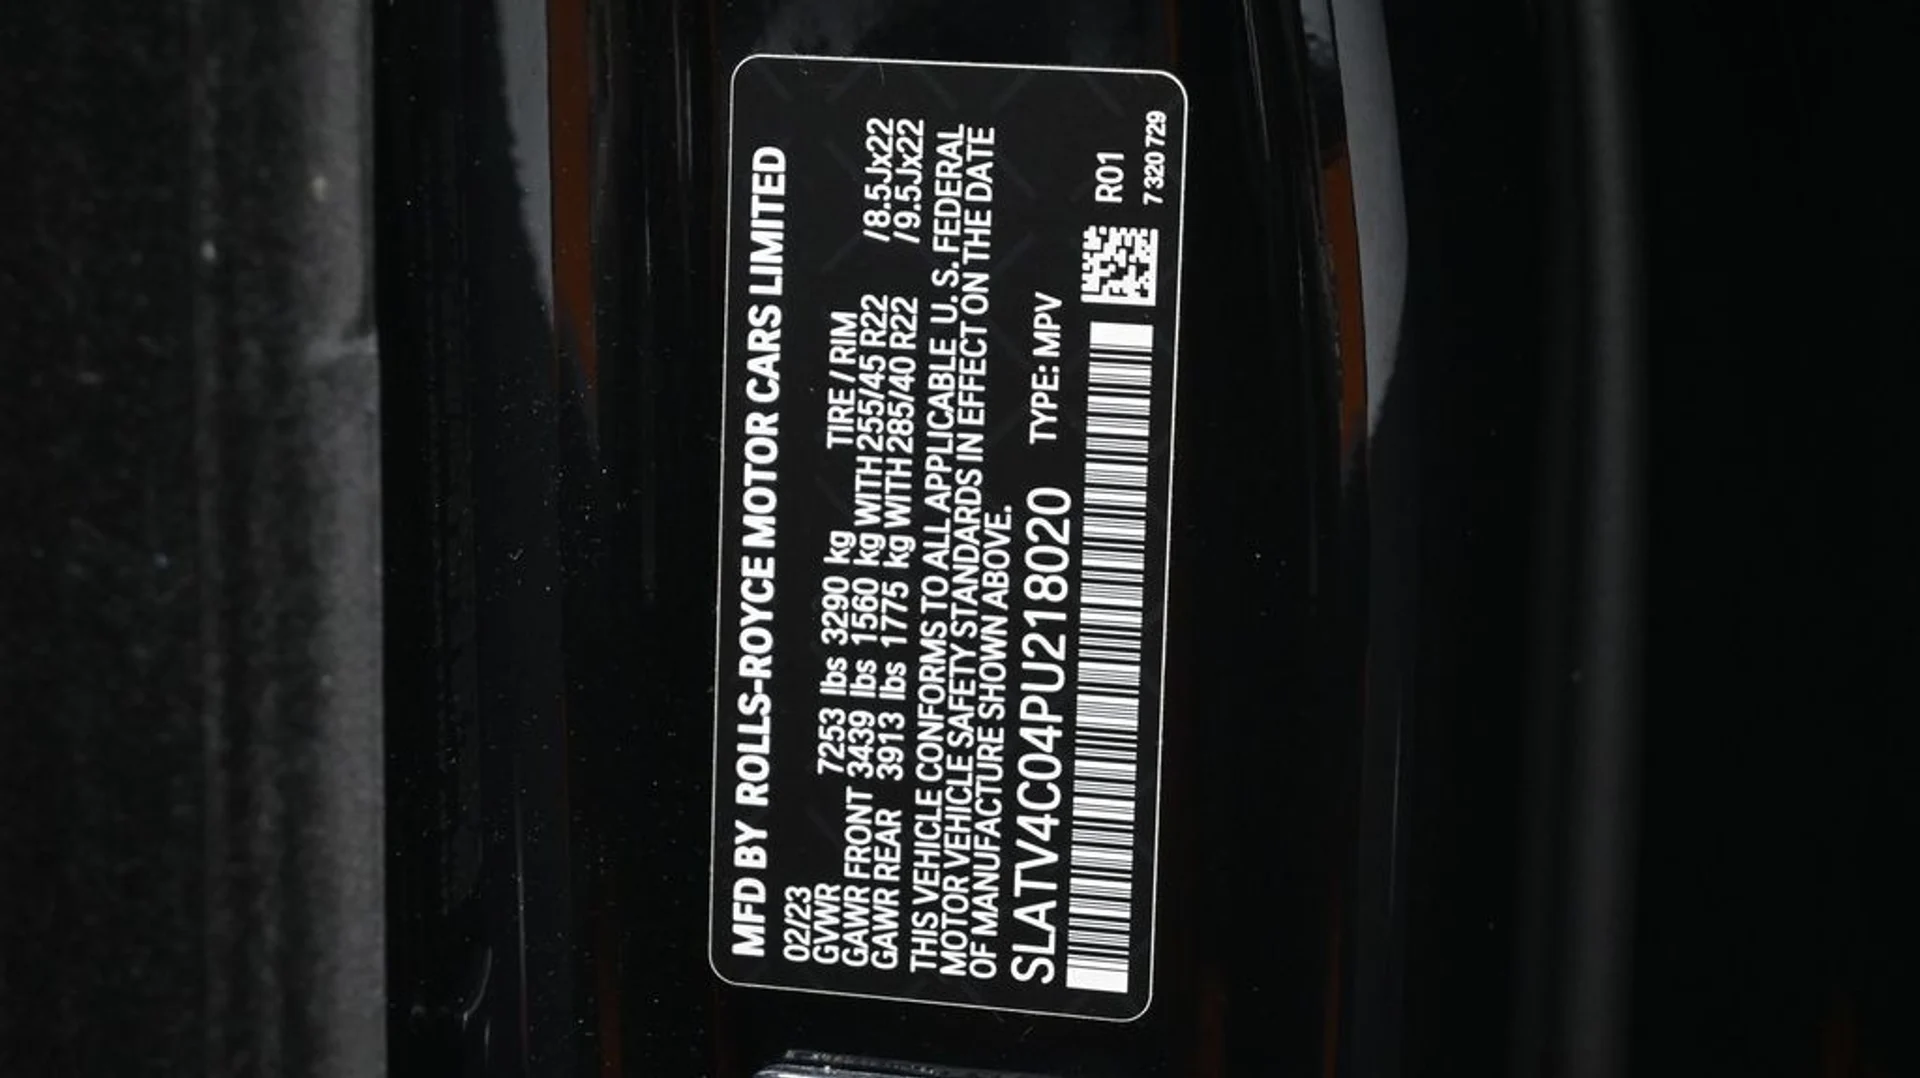 MFD BY ROLLS-ROYCE MOTOR CARS LIMITED
02/23
GVWR 7253 lbs 3290 kg TIRE / RIM
GAWR FRONT 3439 lbs 1560 kg WITH 255/45 R22 /8.5Jx22
GAWR REAR 3913 lbs 1775 kg WITH 285/40 R22 /9.5Jx22
THIS VEHICLE CONFORMS TO ALL APPLICABLE U. S. FEDERAL
MOTOR VEHICLE SAFETY STANDARDS IN EFFECT ON THE DATE
OF MANUFACTURE SHOWN ABOVE.
SLATV4C04PU218020 TYPE: MPV
R01
7 320 729